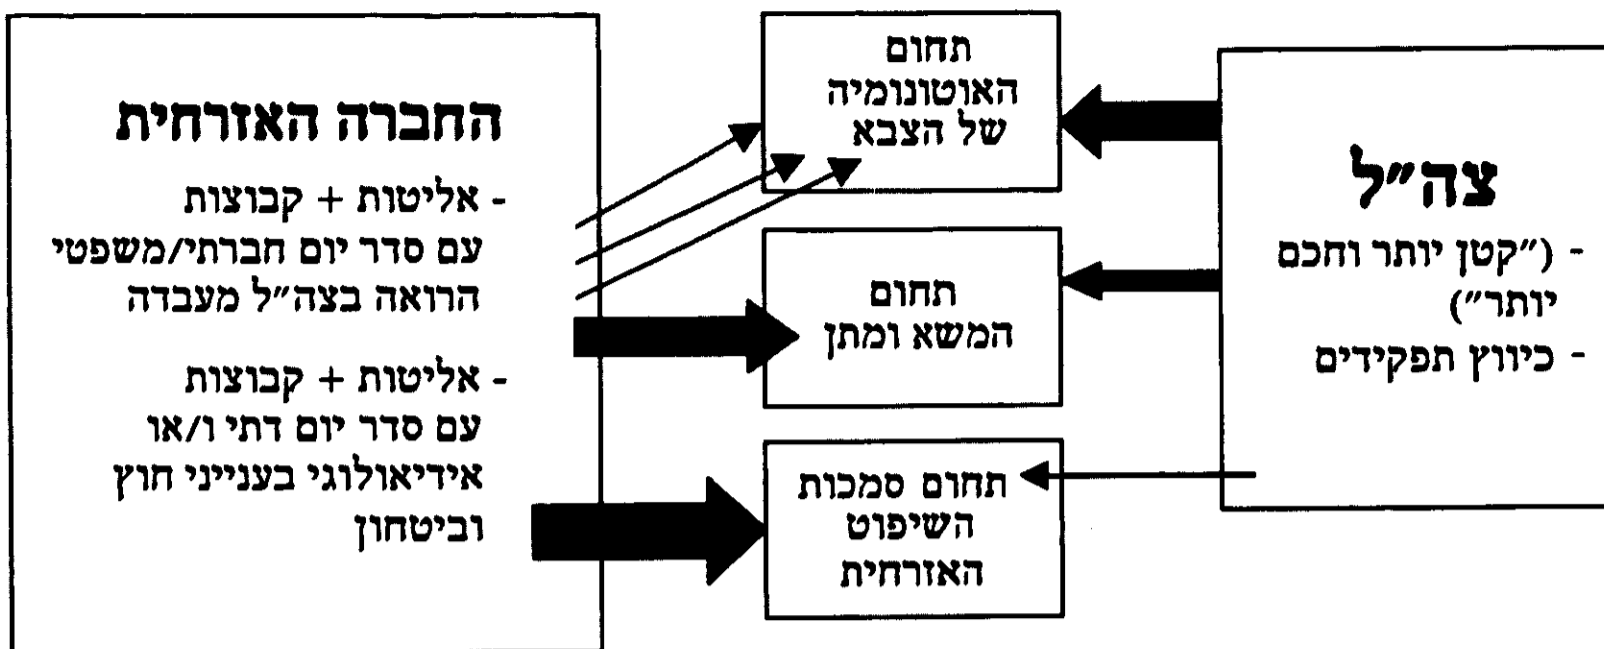 צה״ל
- (״קטן יותר וחכם
יותר״)
- כיווץ תפקידים
תחום
האוטונומיה
של הצבא
תחום
המשא ומתן
תחום סמכות
השיפוט
האזרחית
החברה האזרחית
- אליטות + קבוצות
עם סדר יום חברתי/משפטי
הרואה בצה״ל מעבדה
- אליטות + קבוצות
עם סדר יום דתי ו/או
אידיאולוגי בענייני חוץ
וביטחון